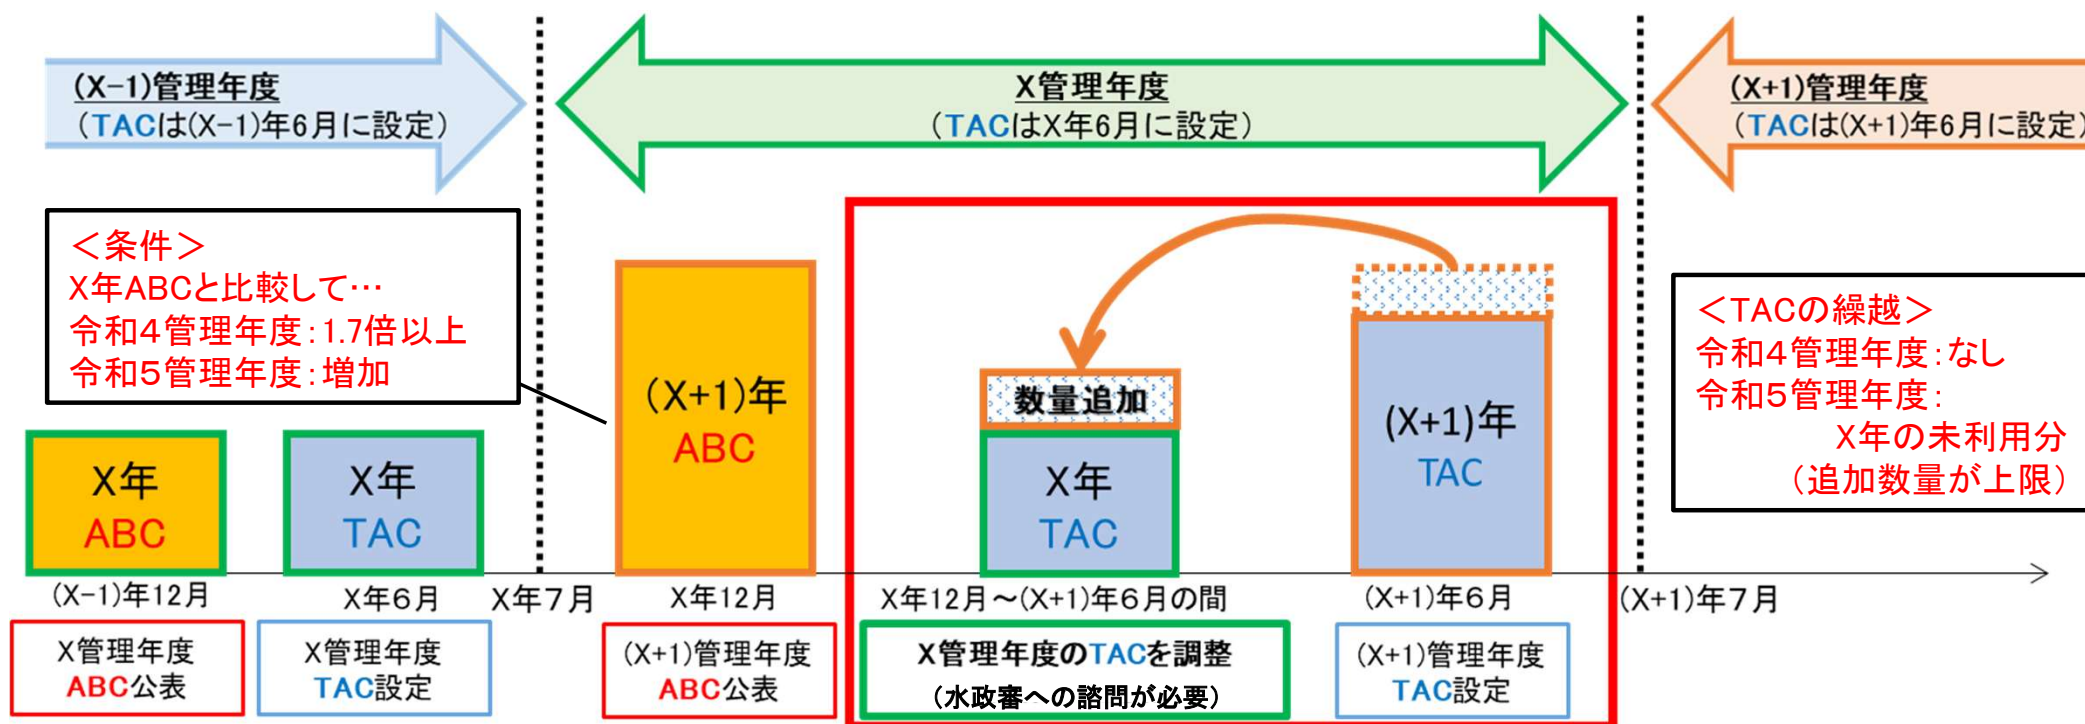 (X−1)管理年度
（TACは(X−1)年6月に設定）
X管理年度
（TACはX年6月に設定）
(X+1)管理年度
（TACは(X+1)年6月に設定）
＜条件＞
X年ABCと比較して…
令和４管理年度：1.7倍以上
令和５管理年度：増加
＜TACの繰越＞
令和４管理年度：なし
令和５管理年度：
X年の未利用分
（追加数量が上限）
X年
ABC
X年
TAC
(X+1)年
ABC
数量追加
X年
TAC
(X+1)年
TAC
(X−1)年12月
X年６月
X年７月
X年12月
X年12月～(X+1)年６月の間
(X+1)年６月
(X+1)年７月
X管理年度
ABC公表
X管理年度
TAC設定
(X+1)管理年度
ABC公表
X管理年度のTACを調整
（水政審への諮問が必要）
(X+1)管理年度
TAC設定